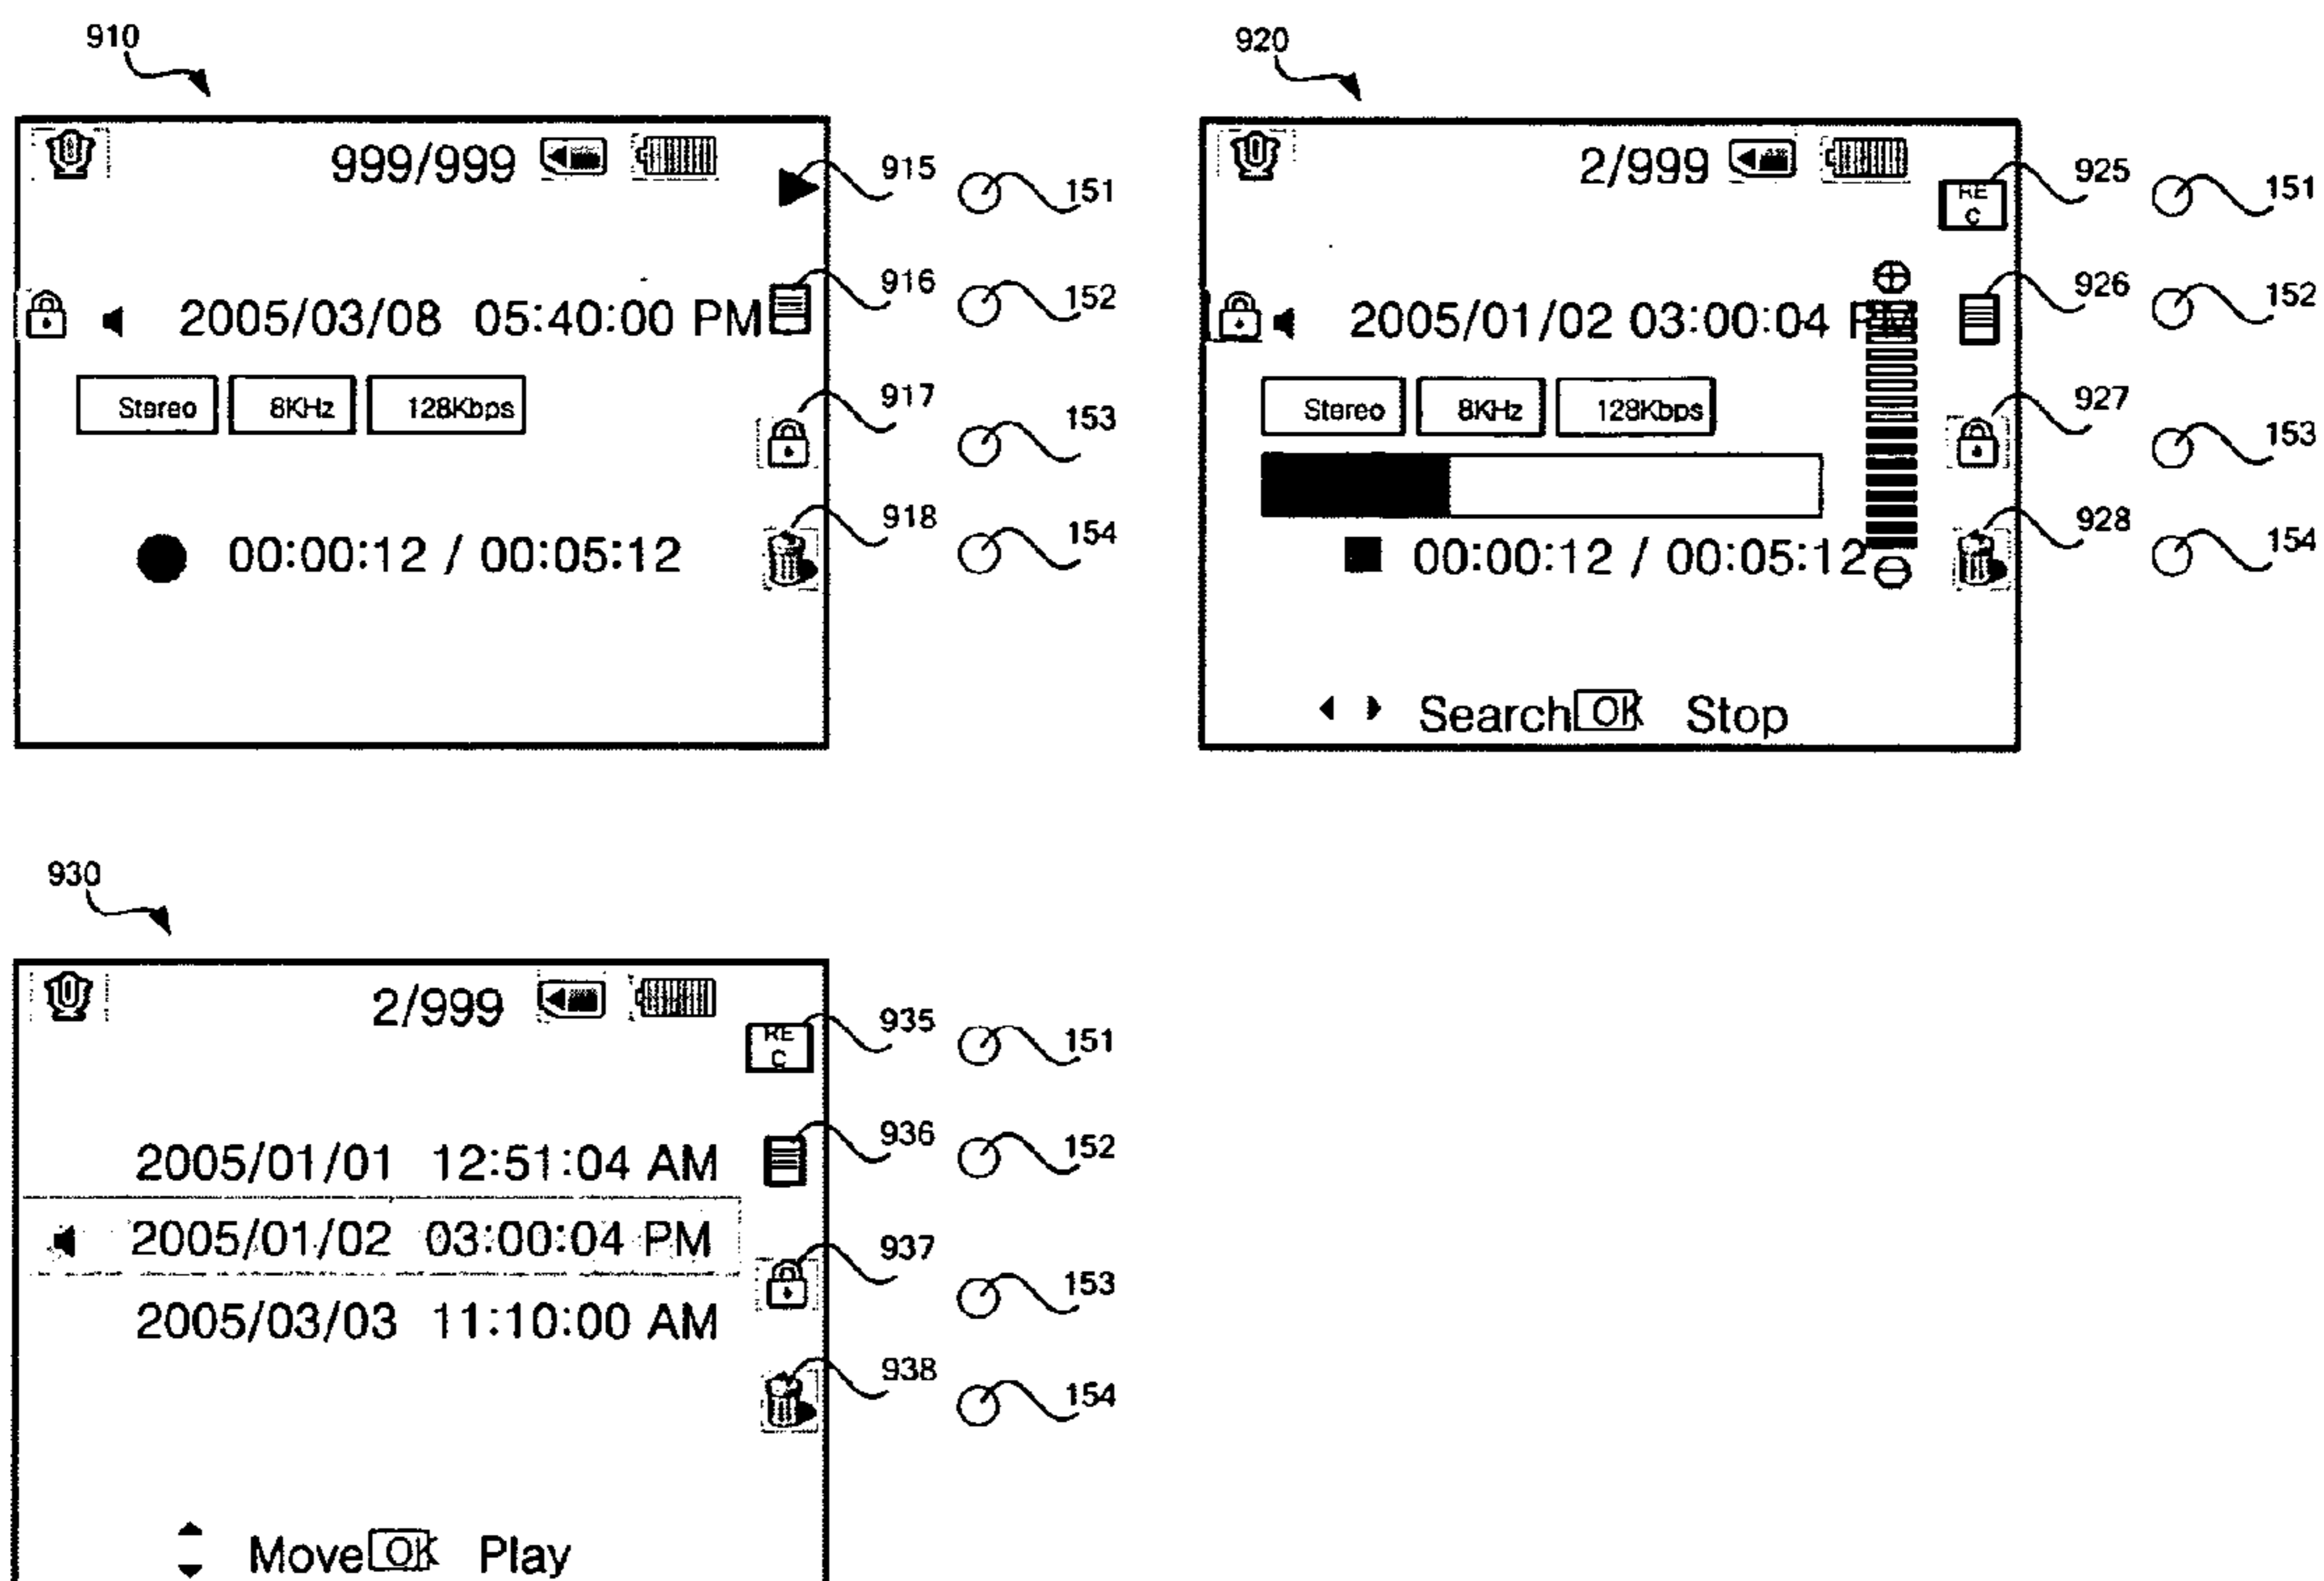 910
999/999
915
151
916
152
2005/03/08 05:40:00 PM
917
153
Stereo 8KHz 128Kbps
918
154
00:00:12 / 00:05:12
920
2/999
925
151
RE
C
926
152
2005/01/02 03:00:04 PM
927
153
Stereo 8KHz 128Kbps
928
154
00:00:12 / 00:05:12
Search OK Stop
930
2/999
935
151
RE
C
936
152
2005/01/01 12:51:04 AM
2005/01/02 03:00:04 PM
937
153
2005/03/03 11:10:00 AM
938
154
Move OK Play